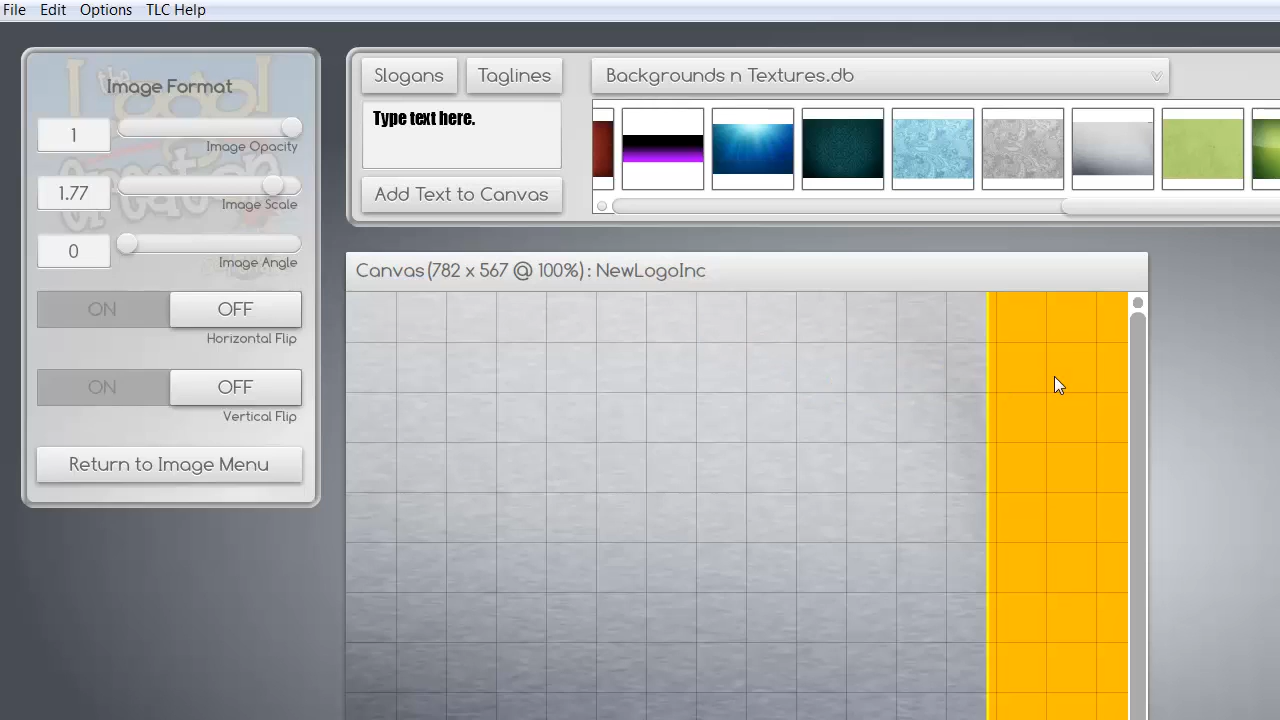 File Edit Options TLC Help
Image Format
1
Image Opacity
1.77
Image Scale
0
Image Angle
ON OFF
Horizontal Flip
ON OFF
Vertical Flip
Return to Image Menu
Slogans Taglines
Type text here.
Add Text to Canvas
Backgrounds n Textures.db
Canvas (782 x 567 @ 100%) : NewLogoInc